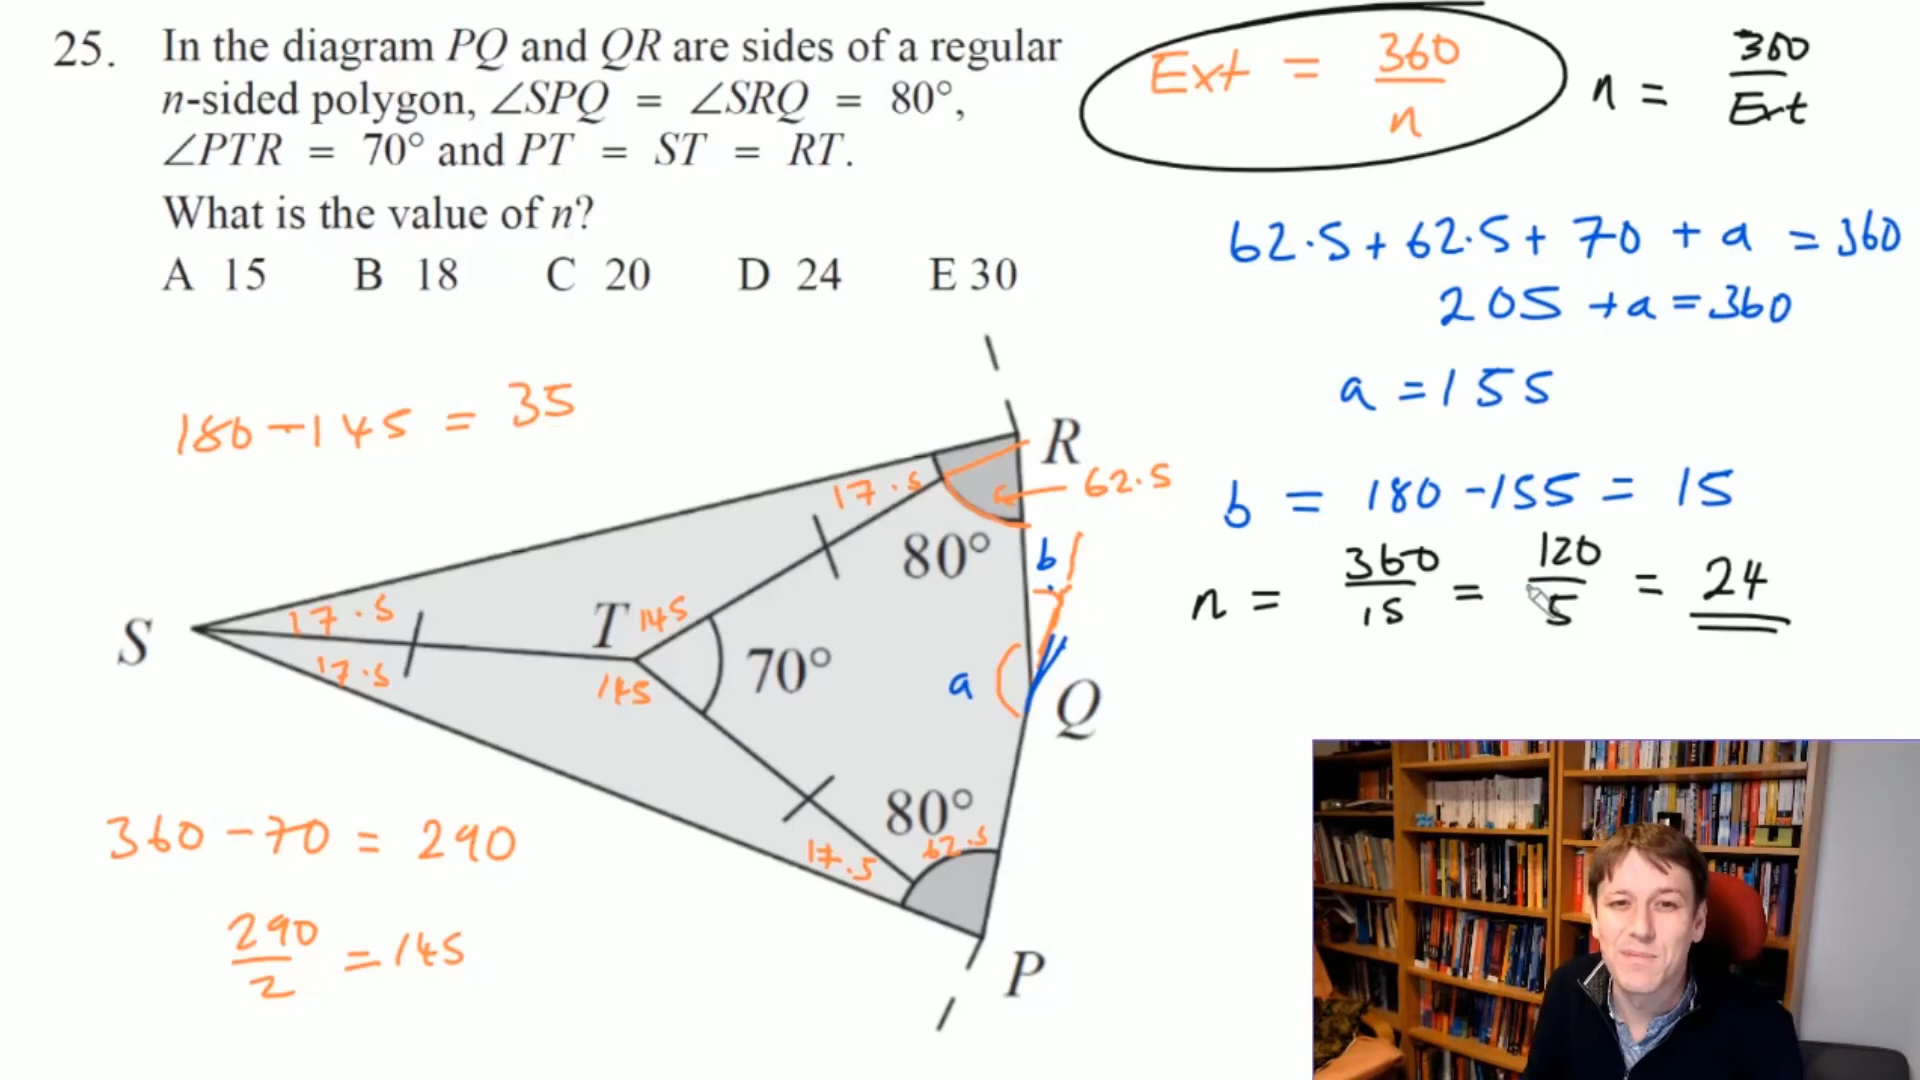 25. In the diagram PQ and QR are sides of a regular
n-sided polygon, ∠SPQ = ∠SRQ = 80°,
∠PTR = 70° and PT = ST = RT.
What is the value of n?
A 15 B 18 C 20 D 24 E 30
Ext = 360/n
n = 360/Ext
62.5 + 62.5 + 70 + a = 360
205 + a = 360
a = 155
b = 180 - 155 = 15
n = 360/15 = 120/5 = 24
180 - 145 = 35
R
17.5
62.5
80°
b
S
17.5
T
145
17.5
145
70°
a
Q
80°
17.5
62.5
P
360 - 70 = 290
290/2 = 145